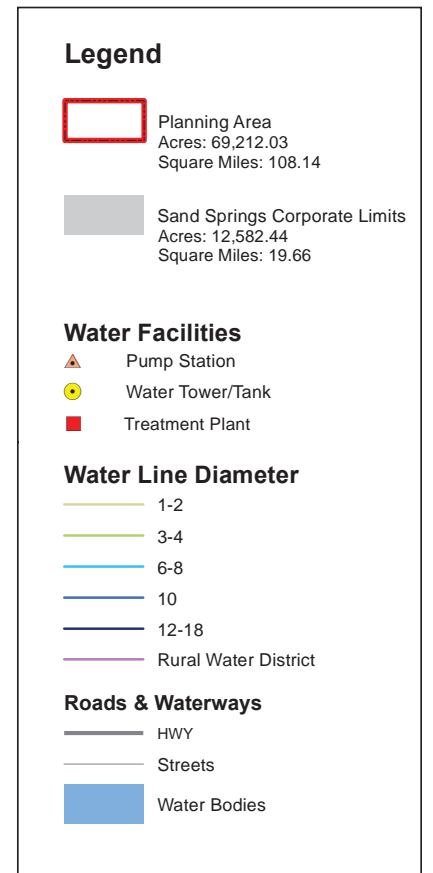 Legend
Planning Area
Acres: 69,212.03
Square Miles: 108.14
Sand Springs Corporate Limits
Acres: 12,582.44
Square Miles: 19.66
Water Facilities
Pump Station
Water Tower/Tank
Treatment Plant
Water Line Diameter
1-2
3-4
6-8
10
12-18
Rural Water District
Roads & Waterways
HWY
Streets
Water Bodies